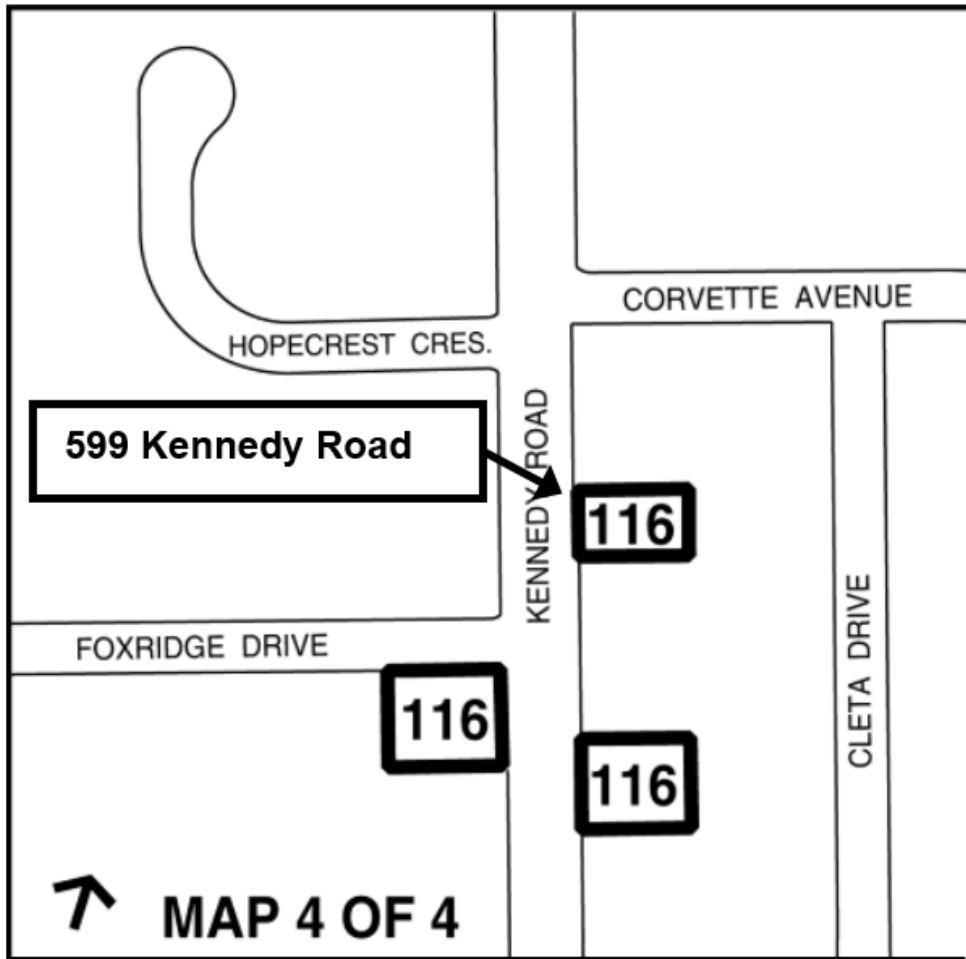 CORVETTE AVENUE
HOPECREST CRES.
599 Kennedy Road
KENNEDY ROAD
116
CLETA DRIVE
FOXRIDGE DRIVE
116
116
MAP 4 OF 4